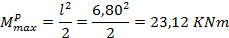 M^P_max = l²/2 = 6,80²/2 = 23,12 KNm